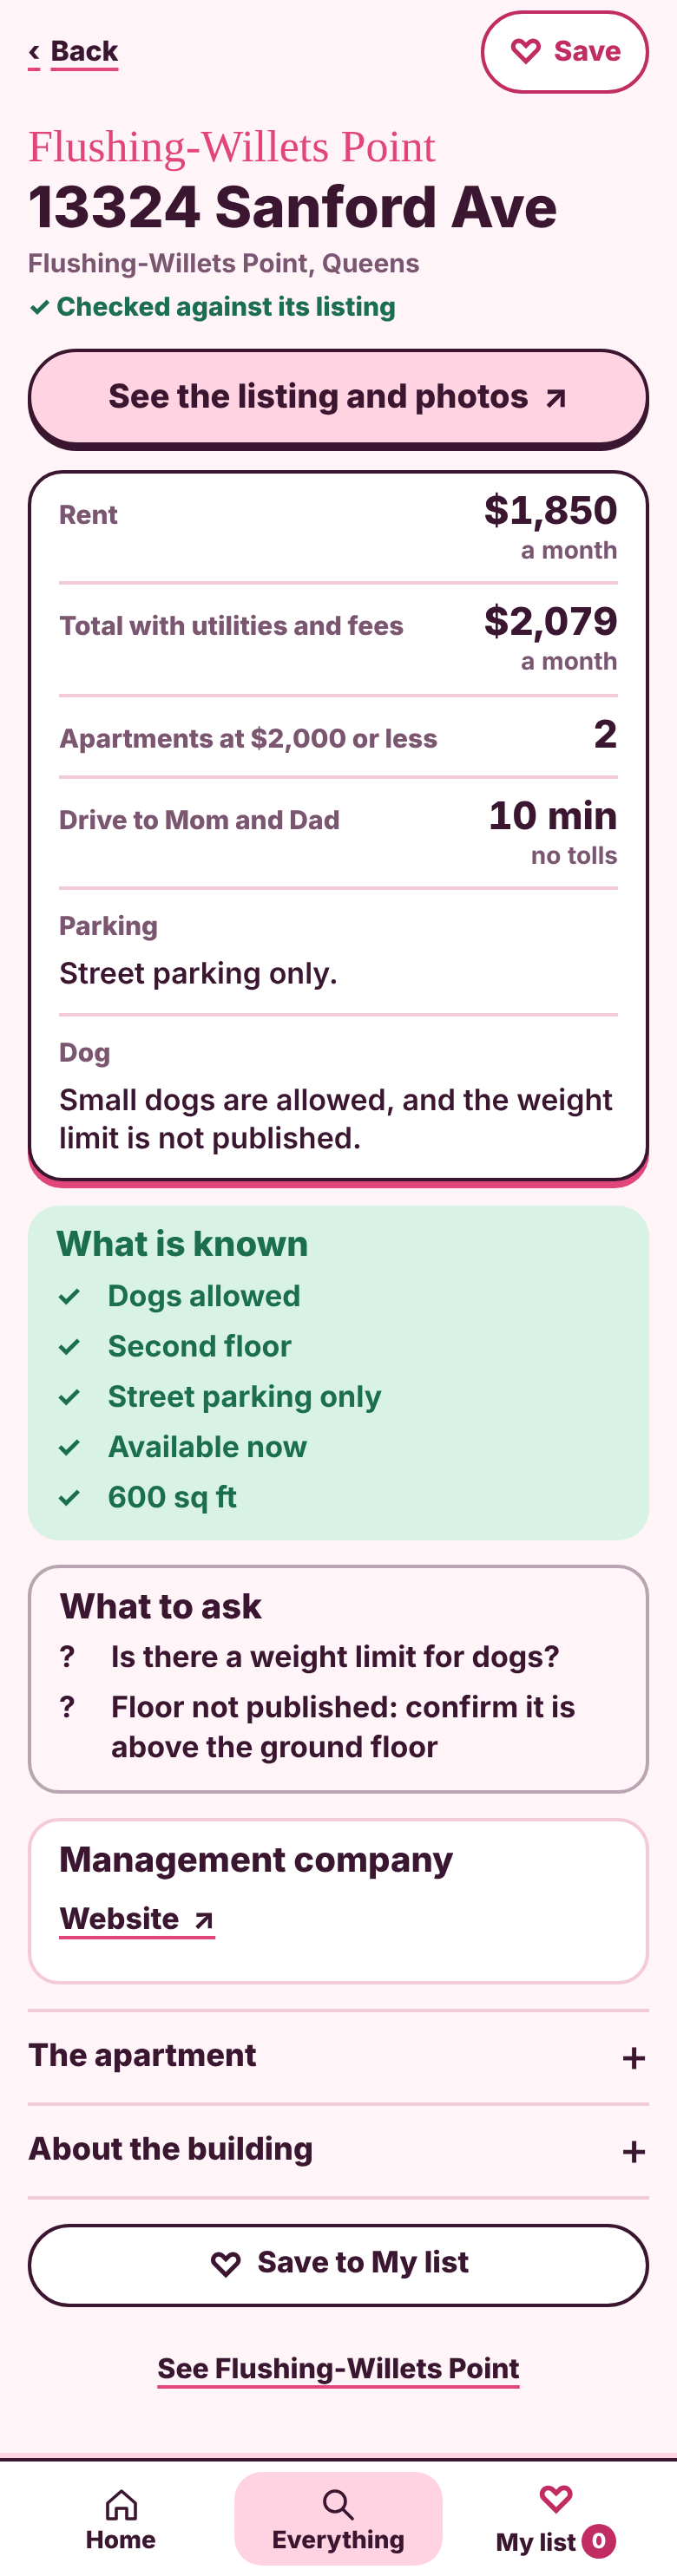 ‹ Back
Save
Flushing-Willets Point
13324 Sanford Ave
Flushing-Willets Point, Queens
✓ Checked against its listing
See the listing and photos ↗
Rent
$1,850
a month
Total with utilities and fees
$2,079
a month
Apartments at $2,000 or less
2
Drive to Mom and Dad
10 min
no tolls
Parking
Street parking only.
Dog
Small dogs are allowed, and the weight
limit is not published.
What is known
✓ Dogs allowed
✓ Second floor
✓ Street parking only
✓ Available now
✓ 600 sq ft
What to ask
? Is there a weight limit for dogs?
? Floor not published: confirm it is
above the ground floor
Management company
Website ↗
The apartment +
About the building +
Save to My list
See Flushing-Willets Point
Home
Everything
My list 0